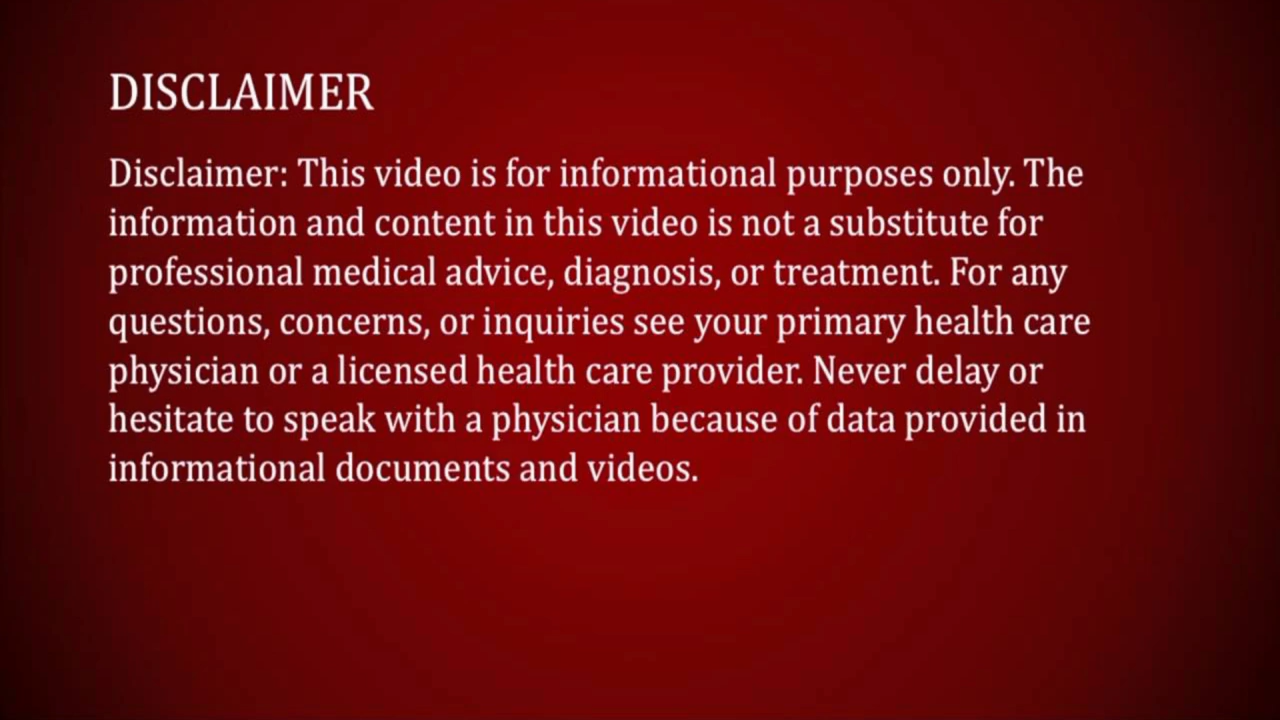 DISCLAIMER
Disclaimer: This video is for informational purposes only. The
information and content in this video is not a substitute for
professional medical advice, diagnosis, or treatment. For any
questions, concerns, or inquiries see your primary health care
physician or a licensed health care provider. Never delay or
hesitate to speak with a physician because of data provided in
informational documents and videos.